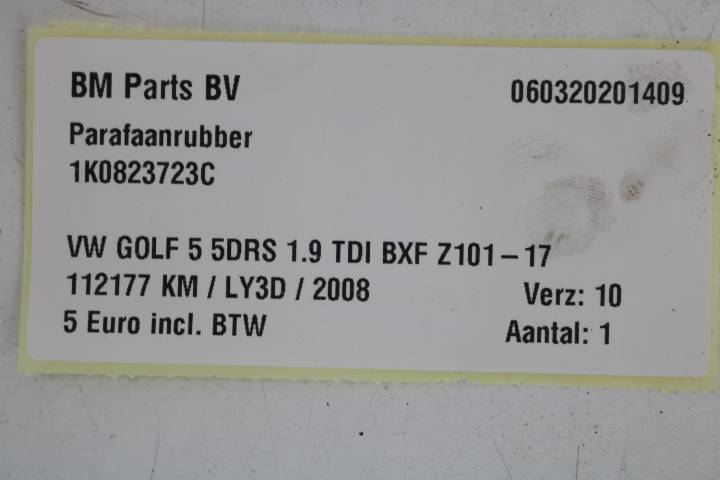 BM Parts BV 060320201409
Parafaanrubber
1K0823723C
VW GOLF 5 5DRS 1.9 TDI BXF Z101-17
112177 KM / LY3D / 2008 Verz: 10
5 Euro incl. BTW Aantal: 1